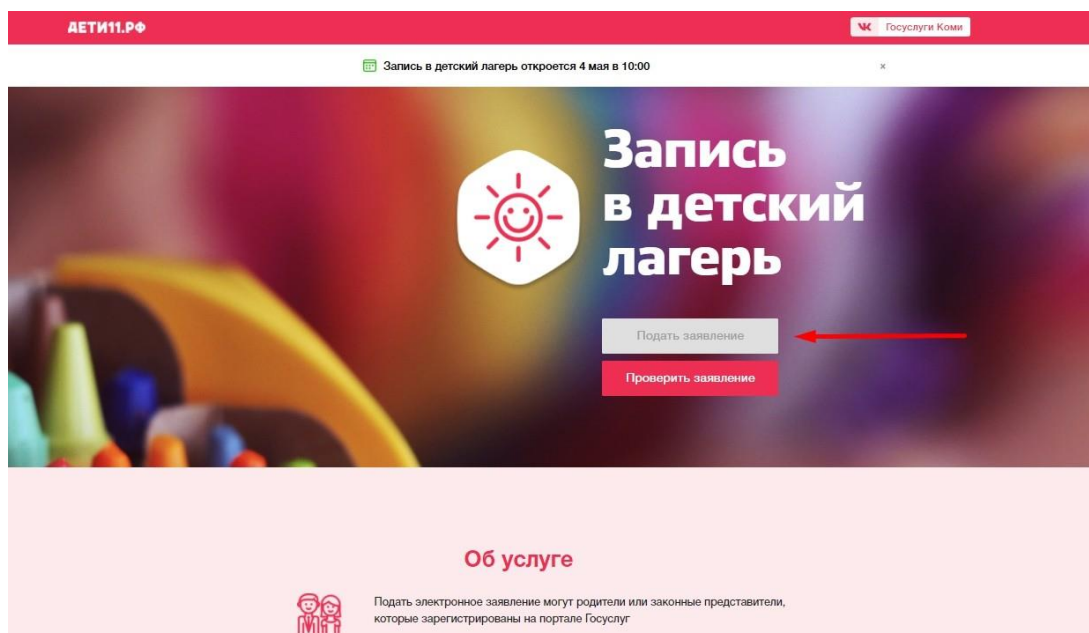 ДЕТИ11.РФ
Госуслуги Коми
Запись в детский лагерь откроется 4 мая в 10:00
x
Запись
в детский
лагерь
Подать заявление
Проверить заявление
Об услуге
Подать электронное заявление могут родители или законные представители,
которые зарегистрированы на портале Госуслуг